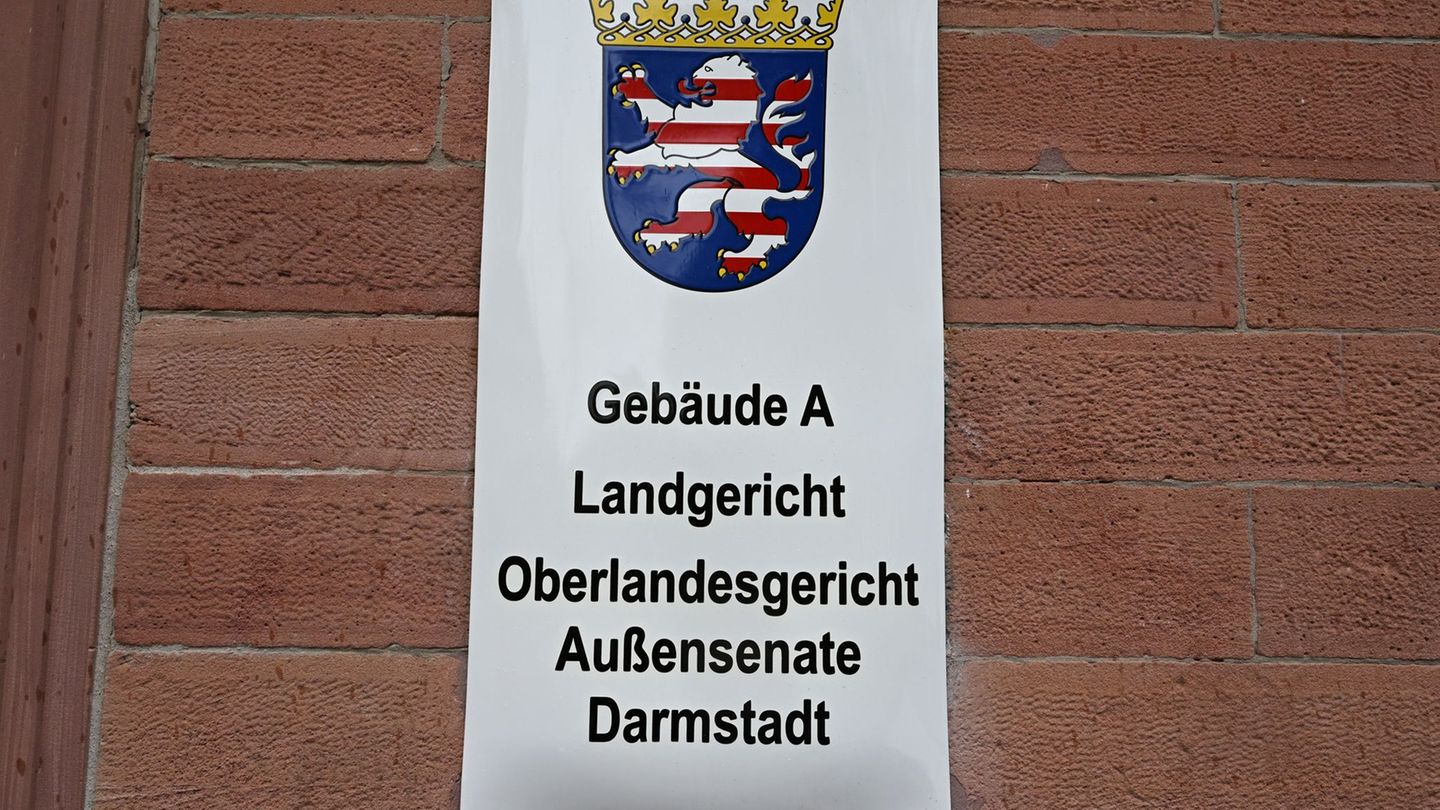 Gebäude A
Landgericht
Oberlandesgericht
Außensenate
Darmstadt